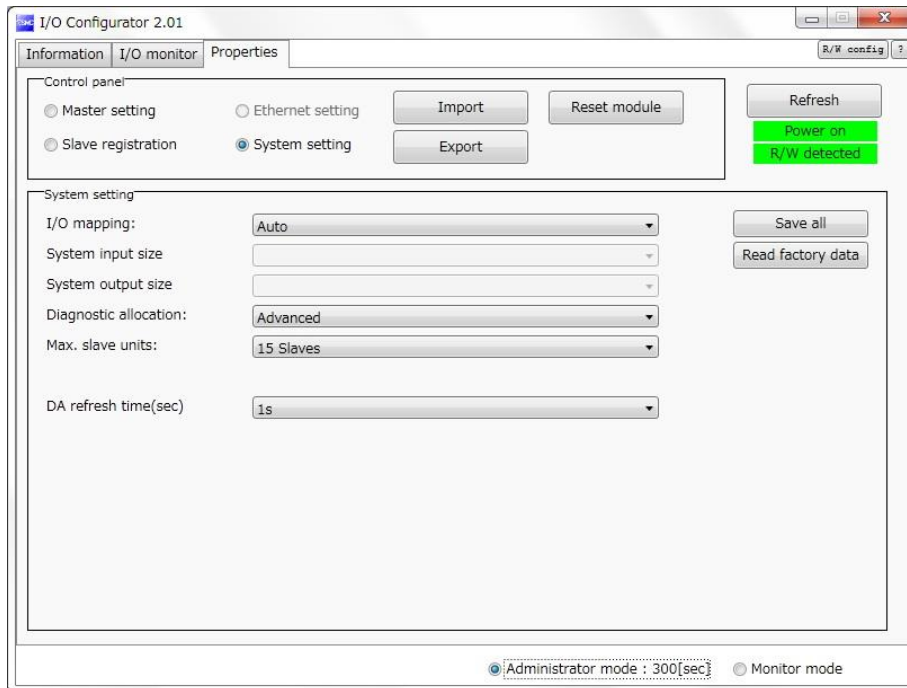 SMC I/O Configurator 2.01
Information I/O monitor Properties R/W config ?
Control panel
Master setting Ethernet setting Import Reset module Refresh
Slave registration System setting Export Power on
R/W detected
System setting
I/O mapping: Auto Save all
System input size Read factory data
System output size
Diagnostic allocation: Advanced
Max. slave units: 15 Slaves
DA refresh time(sec) 1s
Administrator mode : 300[sec] Monitor mode